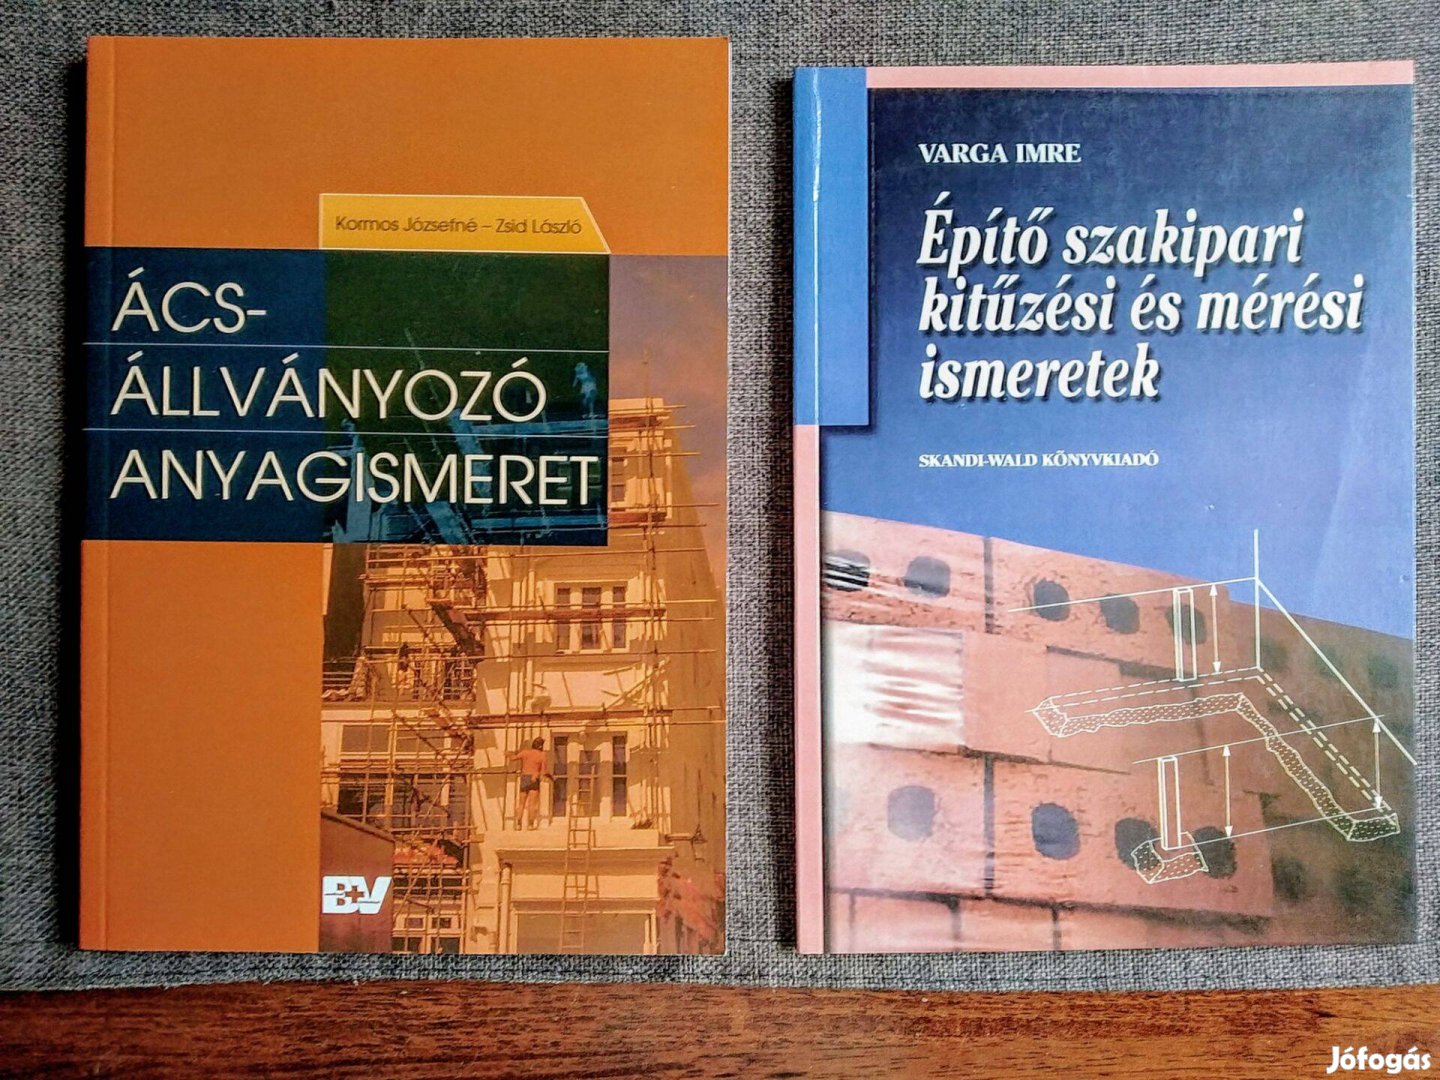 Kormos Józsefné – Zsid László
ÁCS-
ÁLLVÁNYOZÓ
ANYAGISMERET
B+V
VARGA IMRE
Építő szakipari
kitűzési és mérési
ismeretek
SKANDI-WALD KÖNYVKIADÓ
Jófogás